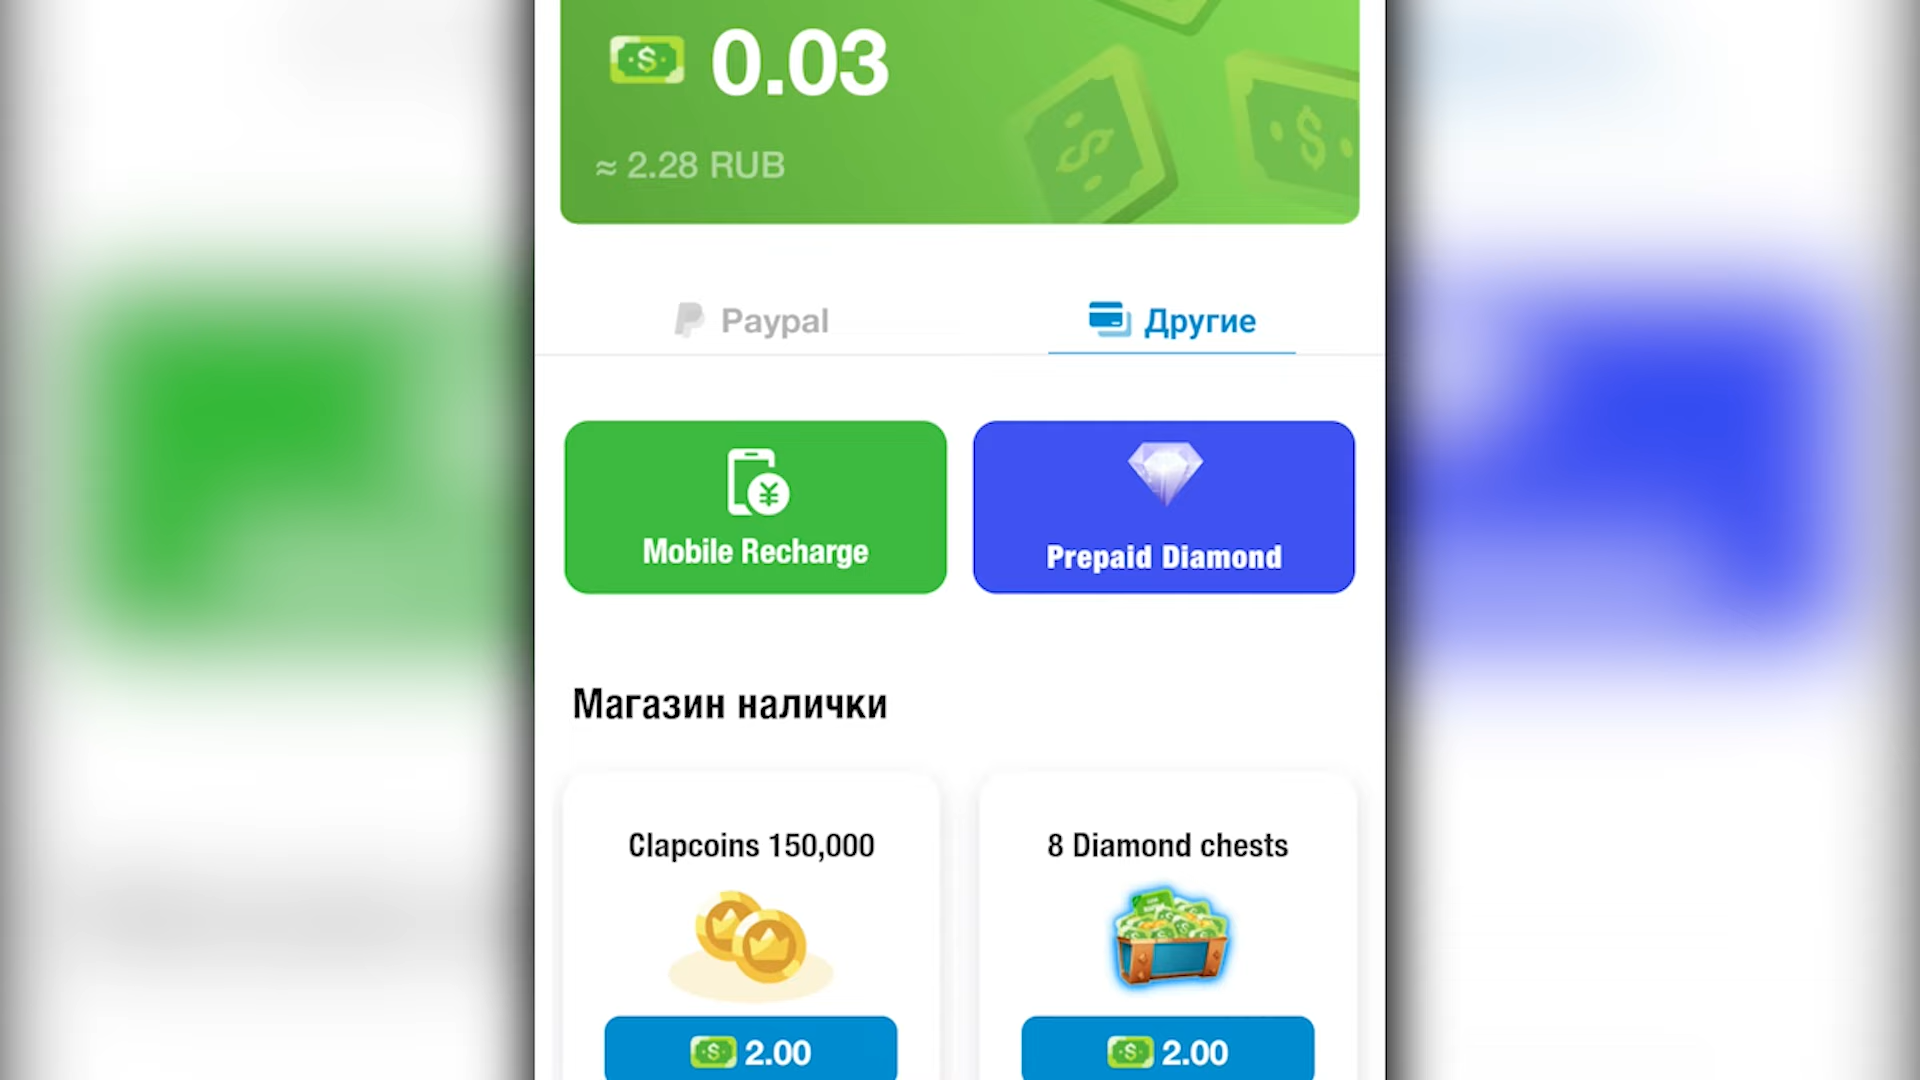 0.03
≈ 2.28 RUB
Paypal
Другие
Mobile Recharge
Prepaid Diamond
Магазин налички
Clapcoins 150,000
8 Diamond chests
2.00
2.00